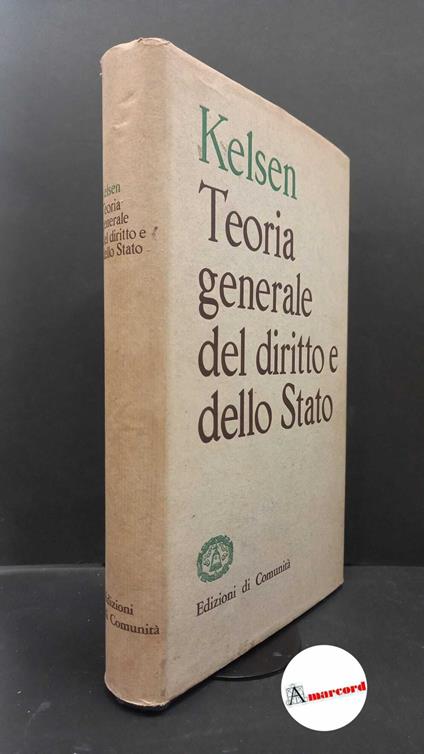 Kelsen
Teoria
generale
del diritto e
dello Stato
Edizioni di Comunità
Kelsen
Teoria
generale
del diritto e
dello Stato
Edizioni
di Comunità
Amarcord